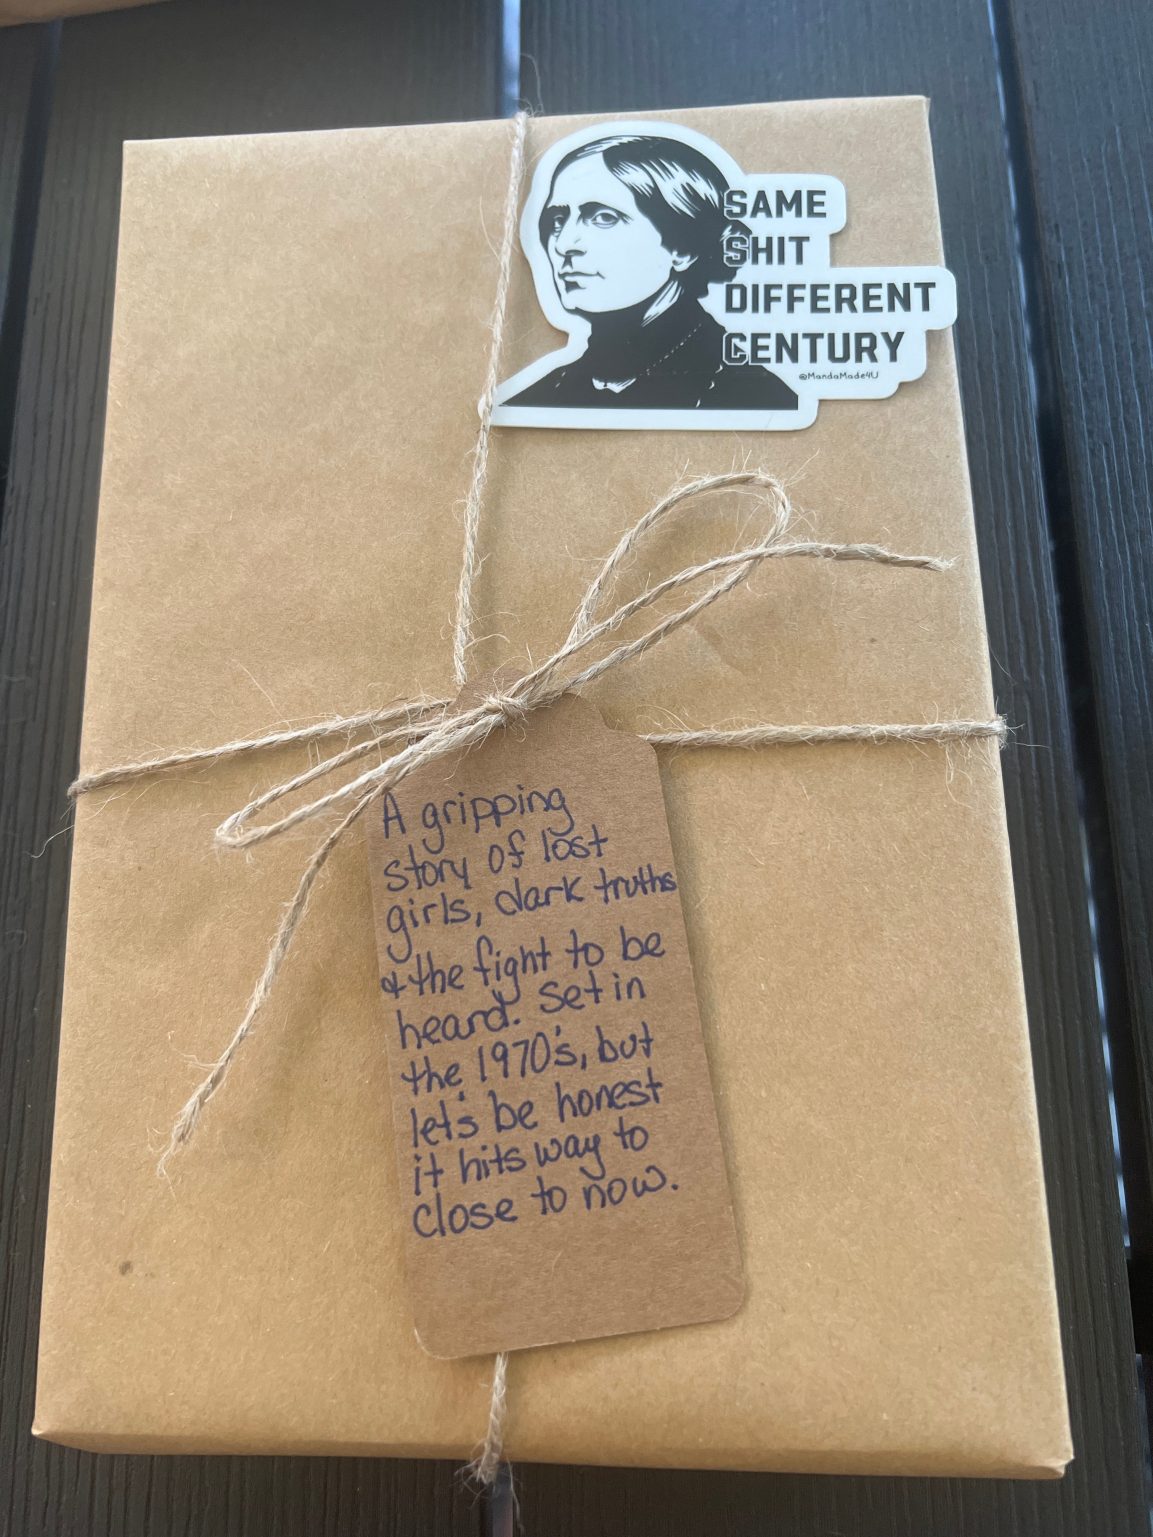 SAME
SHIT
DIFFERENT
CENTURY
@MandaMade4U
A gripping
story of lost
girls, dark truths
& the fight to be
heard. Set in
the 1970's, but
let's be honest
it hits way to
close to now.